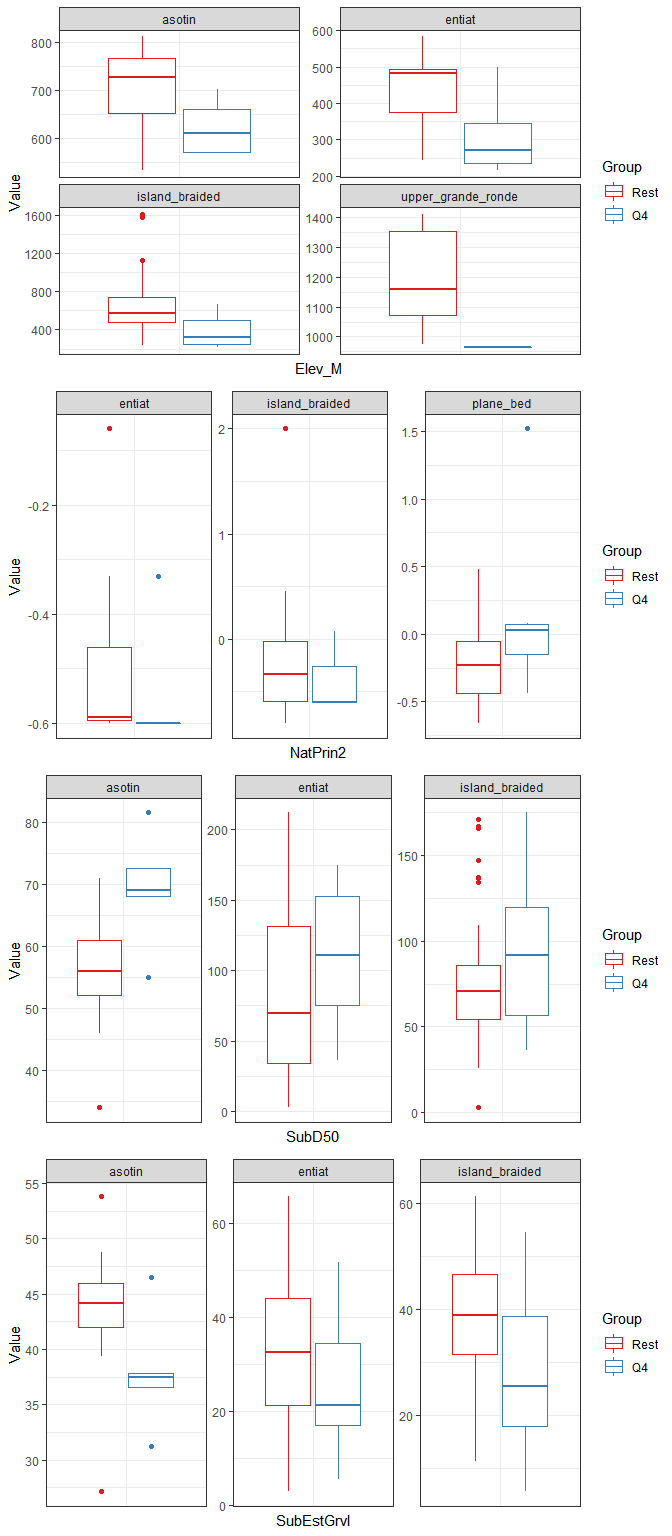 asotin entiat
800
700
600
600
500
400
300
200
Group
Rest
Q4
Value
island_braided upper_grande_ronde
1600
1200
800
400
1400
1300
1200
1100
1000
Elev_M
entiat island_braided plane_bed
-0.2
-0.4
-0.6
2
1
0
1.5
1.0
0.5
0.0
-0.5
Value
Group
Rest
Q4
NatPrin2
asotin entiat island_braided
80
70
60
50
40
200
150
100
50
0
150
100
50
0
Value
Group
Rest
Q4
SubD50
asotin entiat island_braided
55
50
45
40
35
30
60
40
20
0
60
40
20
Value
Group
Rest
Q4
SubEstGrvl